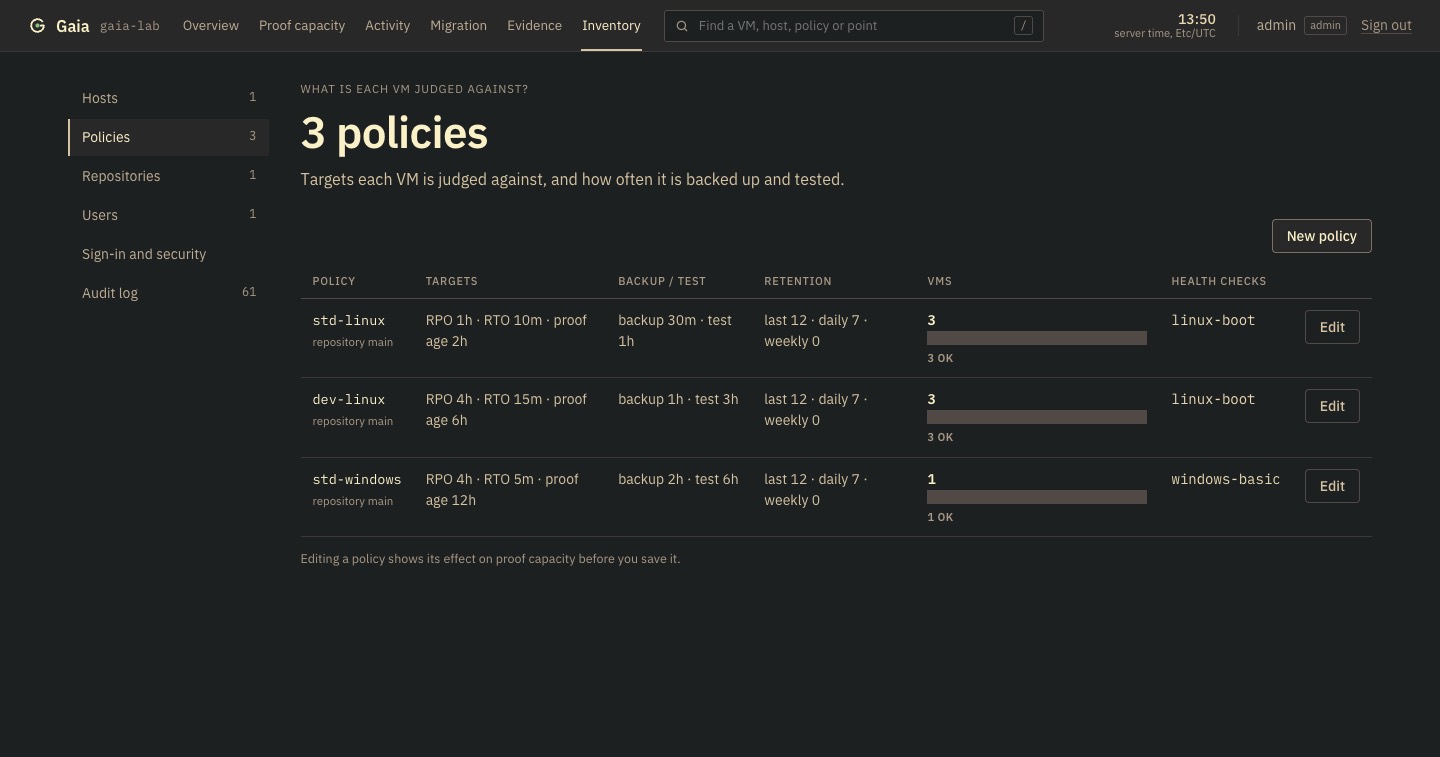 Gaia gaia-lab Overview Proof capacity Activity Migration Evidence Inventory Find a VM, host, policy or point / 13:50 admin admin Sign out
server time, Etc/UTC
Hosts 1
Policies 3
Repositories 1
Users 1
Sign-in and security
Audit log 61
WHAT IS EACH VM JUDGED AGAINST?
3 policies
Targets each VM is judged against, and how often it is backed up and tested.
New policy
POLICY TARGETS BACKUP / TEST RETENTION VMS HEALTH CHECKS
std-linux RPO 1h · RTO 10m · proof backup 30m · test last 12 · daily 7 · 3 linux-boot Edit
repository main age 2h 1h weekly 0
3 OK
dev-linux RPO 4h · RTO 15m · proof backup 1h · test 3h last 12 · daily 7 · 3 linux-boot Edit
repository main age 6h weekly 0
3 OK
std-windows RPO 4h · RTO 5m · proof backup 2h · test 6h last 12 · daily 7 · 1 windows-basic Edit
repository main age 12h weekly 0
1 OK
Editing a policy shows its effect on proof capacity before you save it.